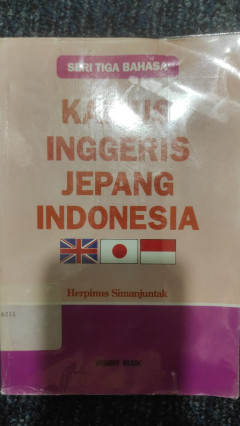 SERI TIGA BAHASA
KAMUS
INGGERIS
JEPANG
INDONESIA
Herpinus Simanjuntak